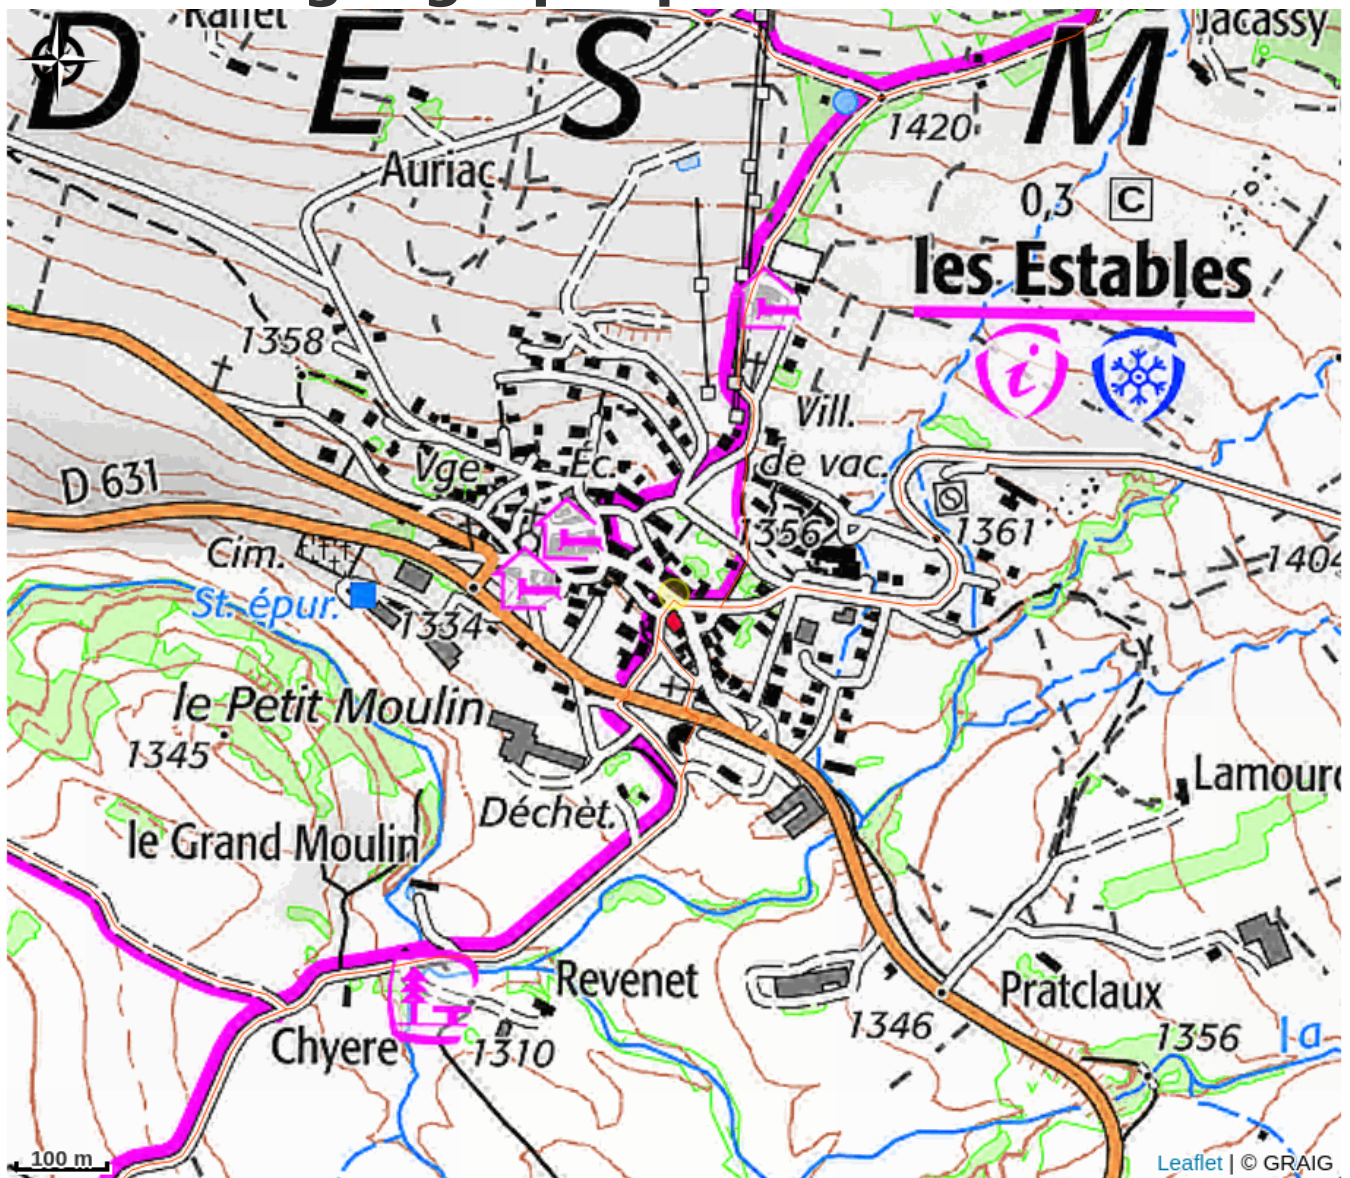 Jacassy
D E S M
1420
Auriac
0,3 C
les Estables
i
1358
Vill.
de vac.
Vge
Éc.
D 631
1356
1361
Cim.
1404
St. épur.
1334
le Petit Moulin
1345
Lamour
Déchèt.
le Grand Moulin
Revenet
Pratclaux
1346
1356
la
Chyere
1310
100 m
Leaflet | © GRAIG